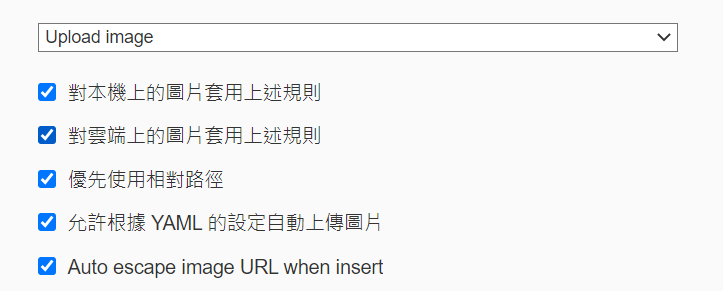 Upload image
對本機上的圖片套用上述規則
對雲端上的圖片套用上述規則
優先使用相對路徑
允許根據 YAML 的設定自動上傳圖片
Auto escape image URL when insert